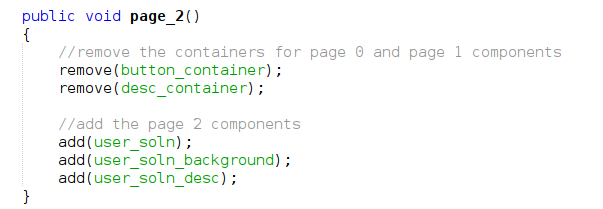 public void page_2()
{
    //remove the containers for page 0 and page 1 components
    remove(button_container);
    remove(desc_container);

    //add the page 2 components
    add(user_soln);
    add(user_soln_background);
    add(user_soln_desc);
}